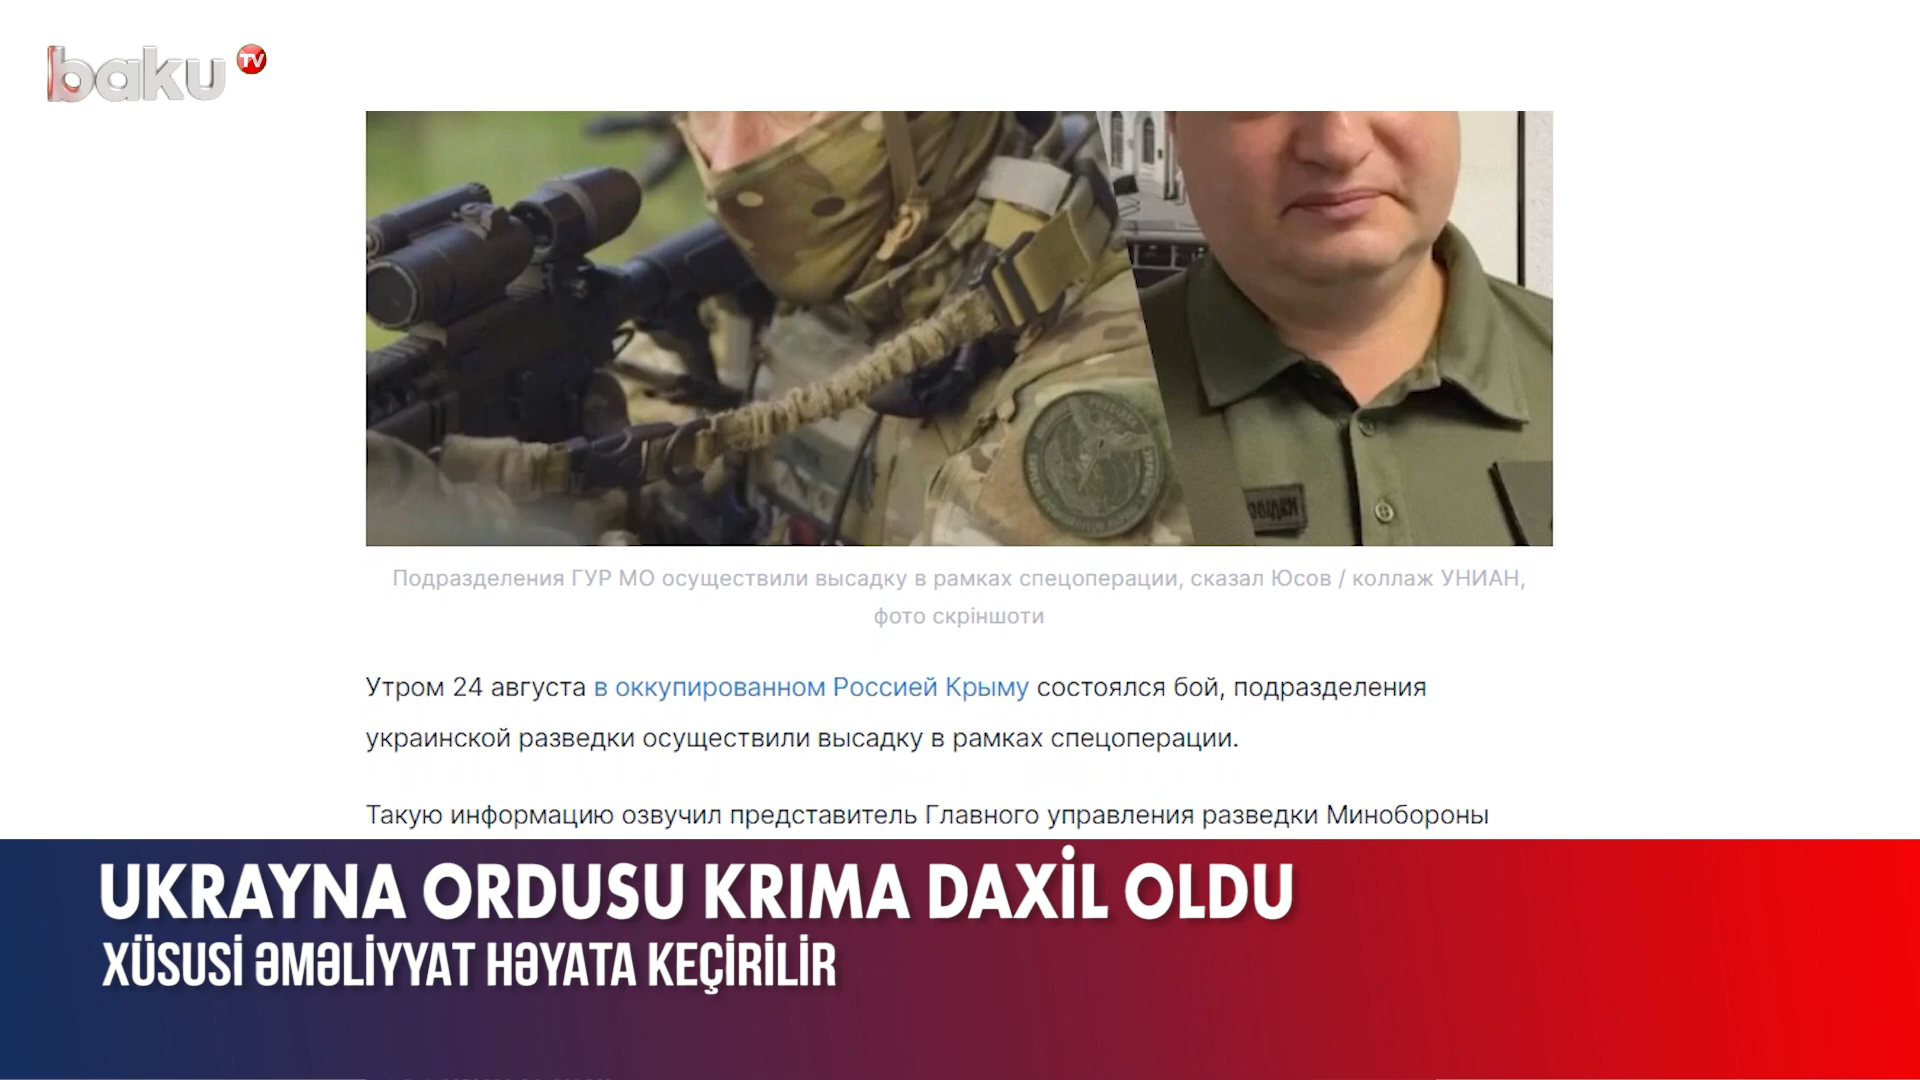 baku TV
Подразделения ГУР МО осуществили высадку в рамках спецоперации, сказал Юсов / коллаж УНИАН,
фото скріншоти
Утром 24 августа в оккупированном Россией Крыму состоялся бой, подразделения
украинской разведки осуществили высадку в рамках спецоперации.
Такую информацию озвучил представитель Главного управления разведки Минобороны
UKRAYNA ORDUSU KRIMA DAXİL OLDU
XÜSUSİ ƏMƏLİYYAT HƏYATA KEÇİRİLİR